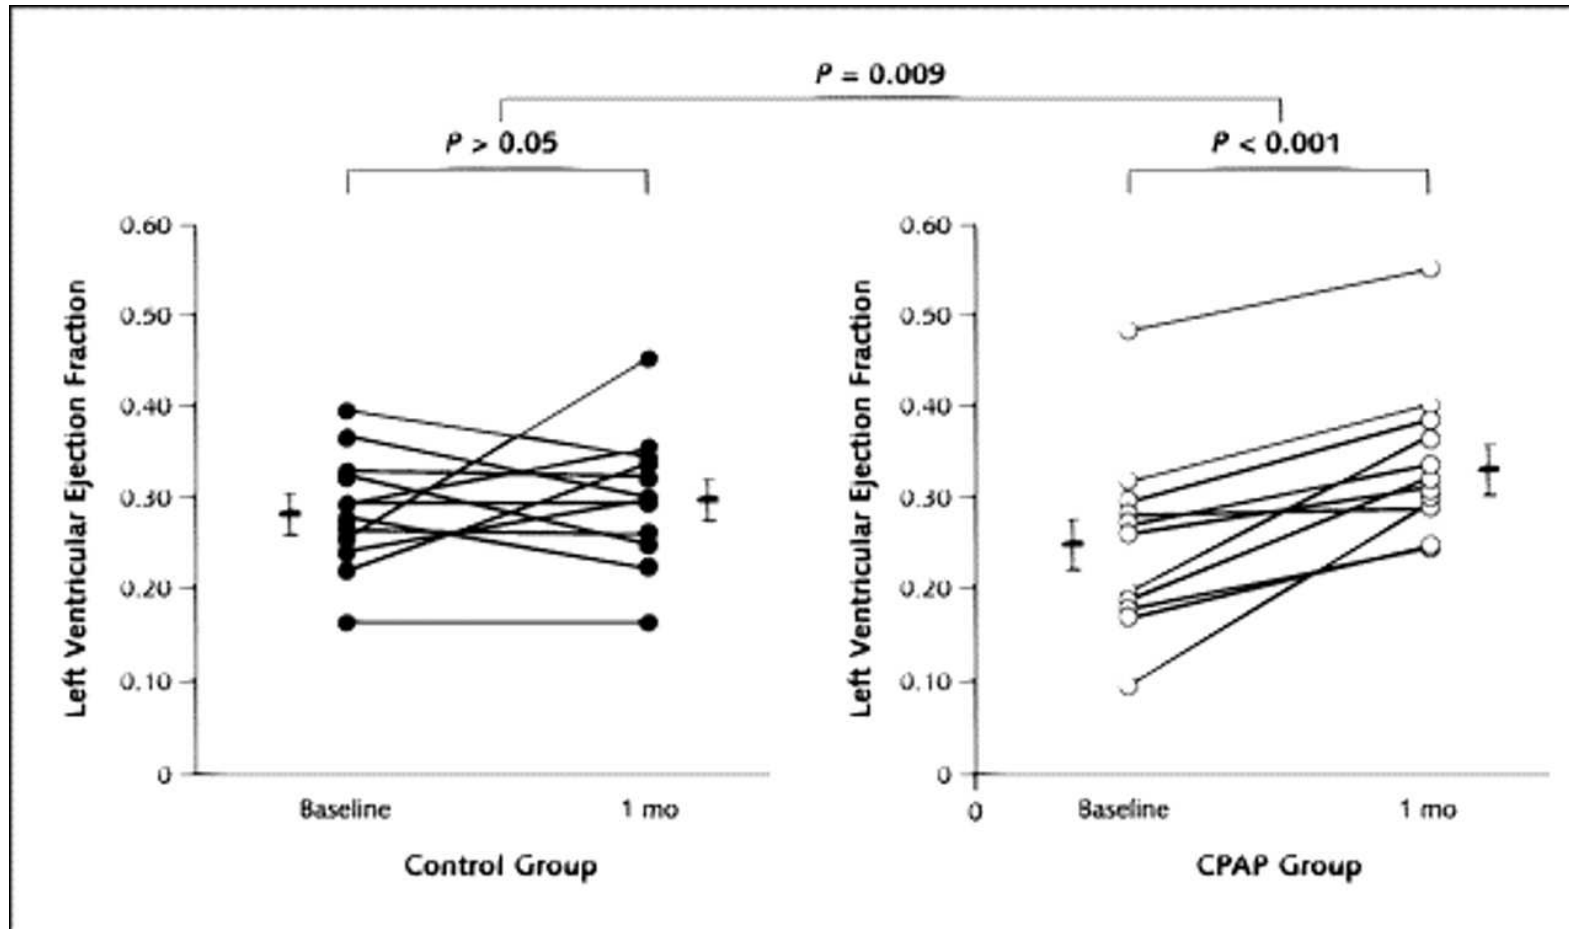 P = 0.009
P > 0.05
P < 0.001
Left Ventricular Ejection Fraction
0.60
0.50
0.40
0.30
0.20
0.10
0
Baseline
1 mo
Control Group
Left Ventricular Ejection Fraction
0.60
0.50
0.40
0.30
0.20
0.10
0
0
Baseline
1 mo
CPAP Group